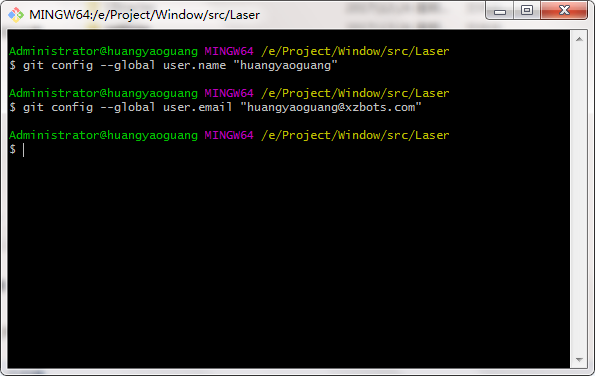 MINGW64:/e/Project/Window/src/Laser
Administrator@huangyaoguang MINGW64 /e/Project/Window/src/Laser
$ git config --global user.name "huangyaoguang"
Administrator@huangyaoguang MINGW64 /e/Project/Window/src/Laser
$ git config --global user.email "huangyaoguang@xzbots.com"
Administrator@huangyaoguang MINGW64 /e/Project/Window/src/Laser
$